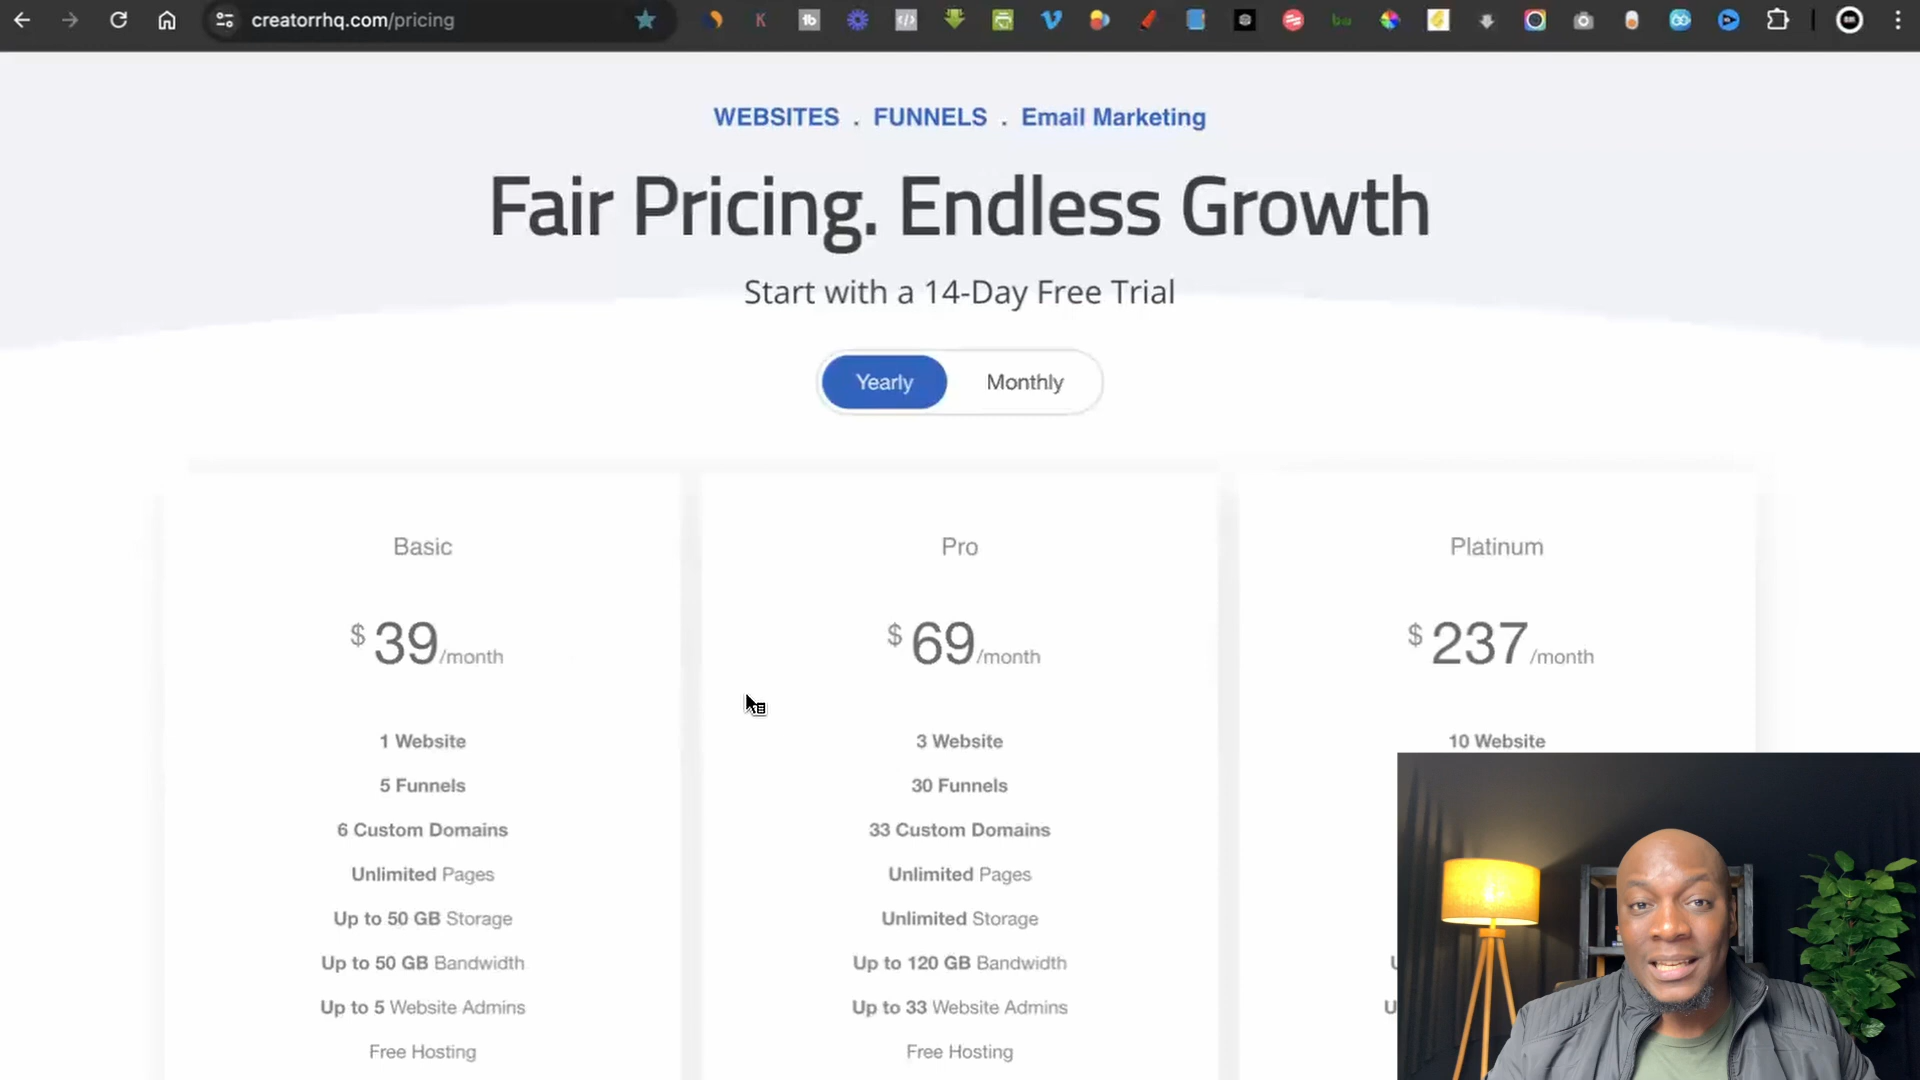 creatorrhq.com/pricing
WEBSITES . FUNNELS . Email Marketing
Fair Pricing. Endless Growth
Start with a 14-Day Free Trial
Yearly Monthly
Basic
$39/month
1 Website
5 Funnels
6 Custom Domains
Unlimited Pages
Up to 50 GB Storage
Up to 50 GB Bandwidth
Up to 5 Website Admins
Free Hosting
Pro
$69/month
3 Website
30 Funnels
33 Custom Domains
Unlimited Pages
Unlimited Storage
Up to 120 GB Bandwidth
Up to 33 Website Admins
Free Hosting
Platinum
$237/month
10 Website